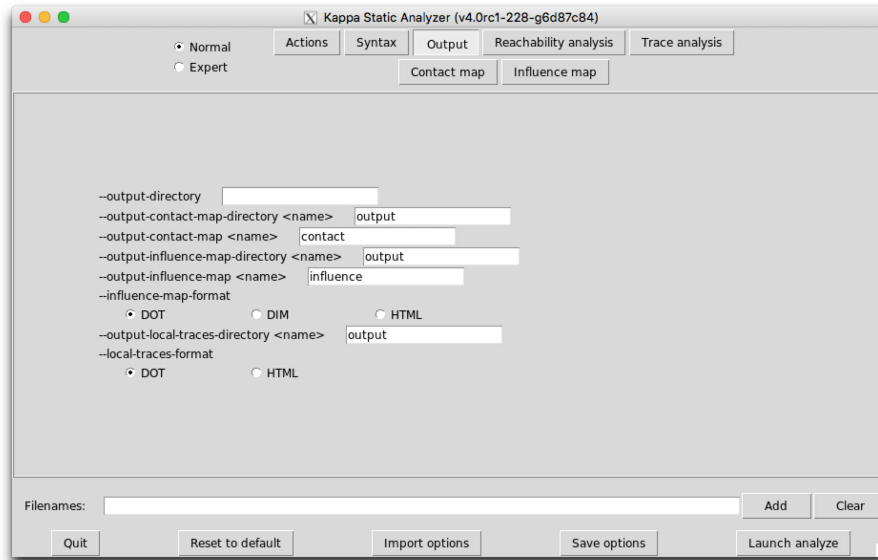 Kappa Static Analyzer (v4.0rc1-228-g6d87c84)
Normal
Expert
Actions Syntax Output Reachability analysis Trace analysis
Contact map Influence map
--output-directory
--output-contact-map-directory <name> output
--output-contact-map <name> contact
--output-influence-map-directory <name> output
--output-influence-map <name> influence
--influence-map-format
DOT DIM HTML
--output-local-traces-directory <name> output
--local-traces-format
DOT HTML
Filenames: Add Clear
Quit Reset to default Import options Save options Launch analyze